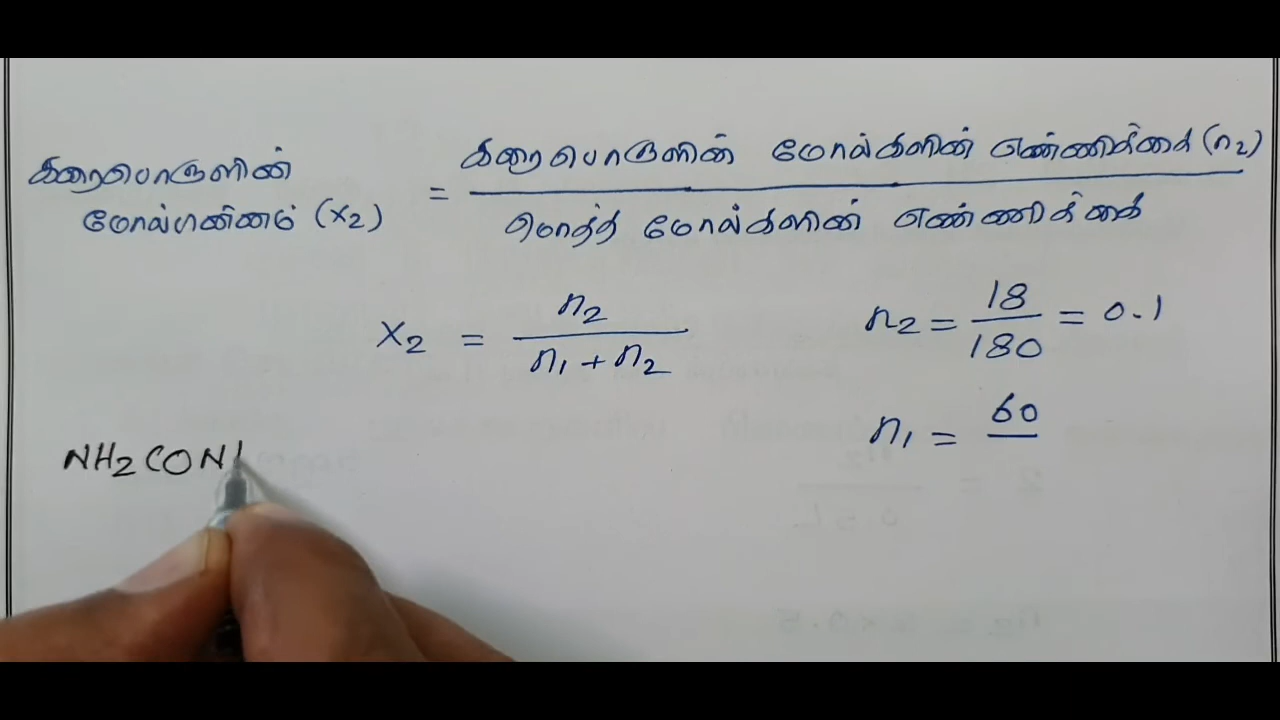 கரைபொருளின் மோல்களின் எண்ணிக்கை (n2)
கரைபொருளின்
மோல்பின்னம் (x2) =
மொத்த மோல்களின் எண்ணிக்கை
x2 = n2 / n1 + n2
n2 = 18 / 180 = 0.1
n1 = 60
NH2CON